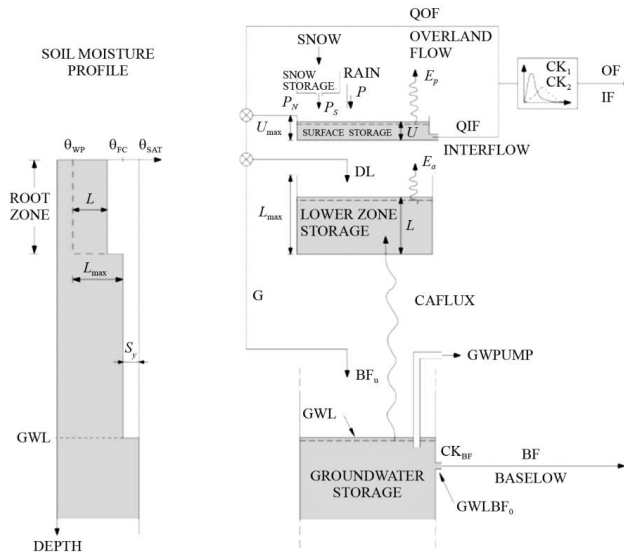 SOIL MOISTURE
PROFILE
θWP
θFC
θSAT
ROOT
ZONE
L
Lmax
Sy
GWL
DEPTH
QOF
SNOW
OVERLAND
FLOW
SNOW
STORAGE
RAIN
PN
PS
P
Ep
CK1
CK2
OF
IF
Umax
SURFACE STORAGE
U
QIF
INTERFLOW
DL
Ea
Lmax
LOWER ZONE
STORAGE
L
G
CAFLUX
GWPUMP
BFu
GWL
CKBF
BF
BASELOW
GROUNDWATER
STORAGE
GWLBF0